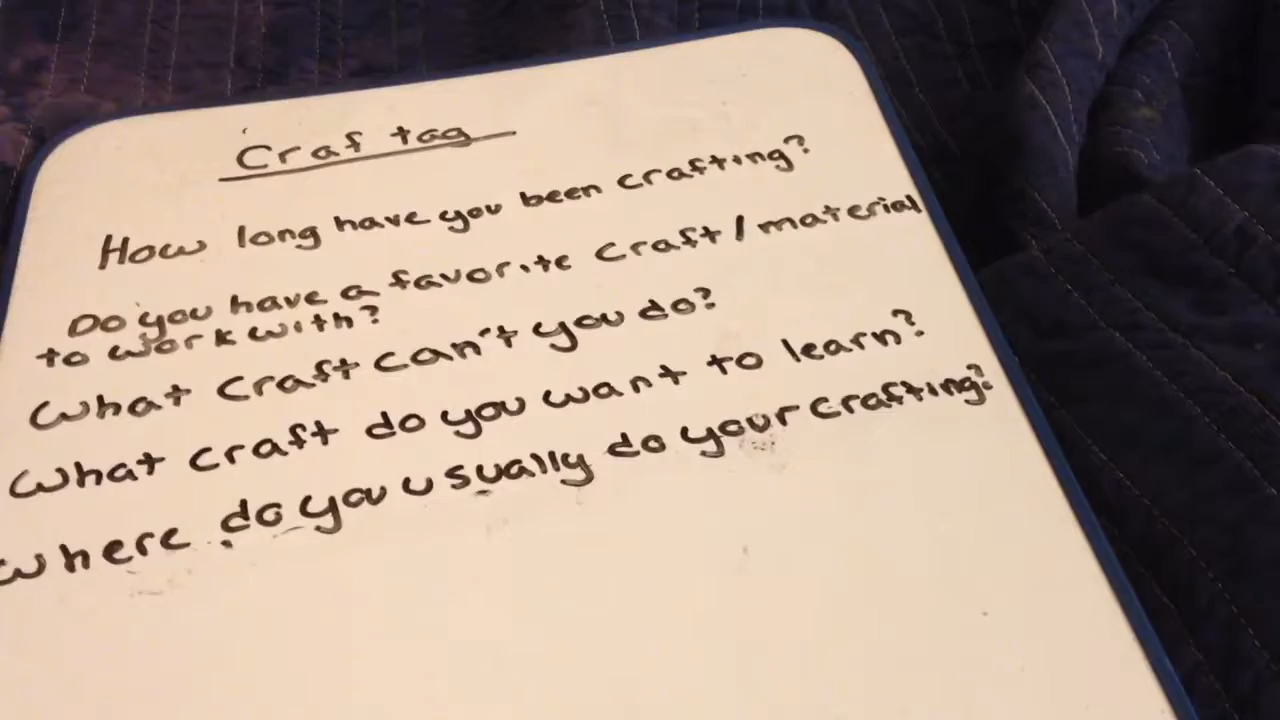 Craf tag
How long have you been crafting?
Do you have a favorite craft/material
to work with?
What craft can't you do?
What craft do you want to learn?
Where do you usually do your crafting?